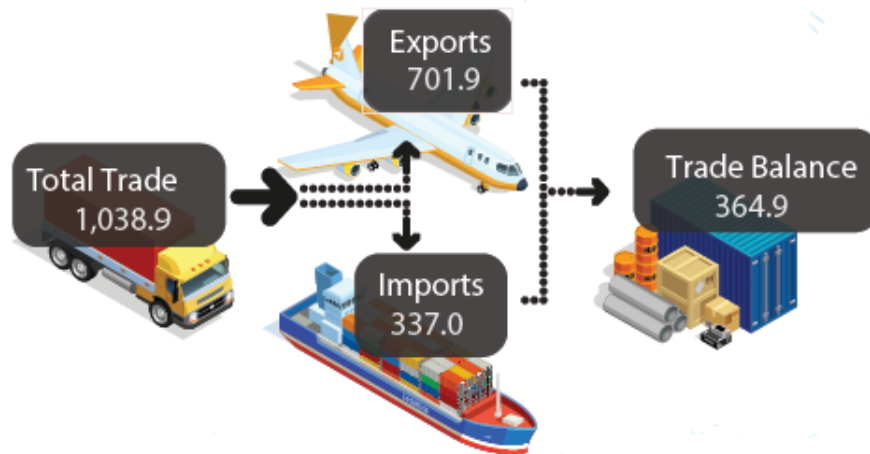 Exports
701.9
Total Trade
1,038.9
Trade Balance
364.9
Imports
337.0